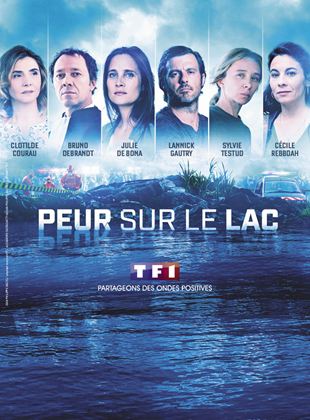 CLOTILDE COURAU
BRUNO DEBRANDT
JULIE DE BONA
LANNICK GAUTRY
SYLVIE TESTUD
CÉCILE REBBOAH
PEUR SUR LE LAC
TF1
PARTAGEONS DES ONDES POSITIVES